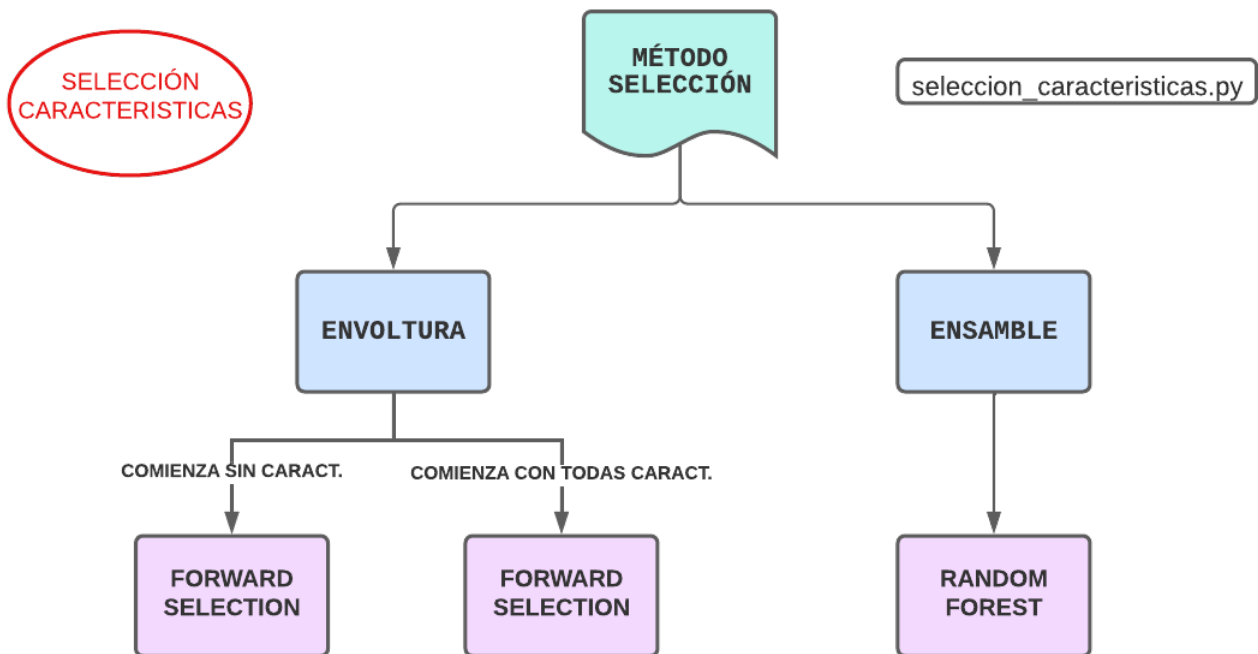 SELECCIÓN
CARACTERISTICAS
MÉTODO
SELECCIÓN
seleccion_caracteristicas.py
ENVOLTURA
ENSAMBLE
COMIENZA SIN CARACT.
COMIENZA CON TODAS CARACT.
FORWARD
SELECTION
FORWARD
SELECTION
RANDOM
FOREST